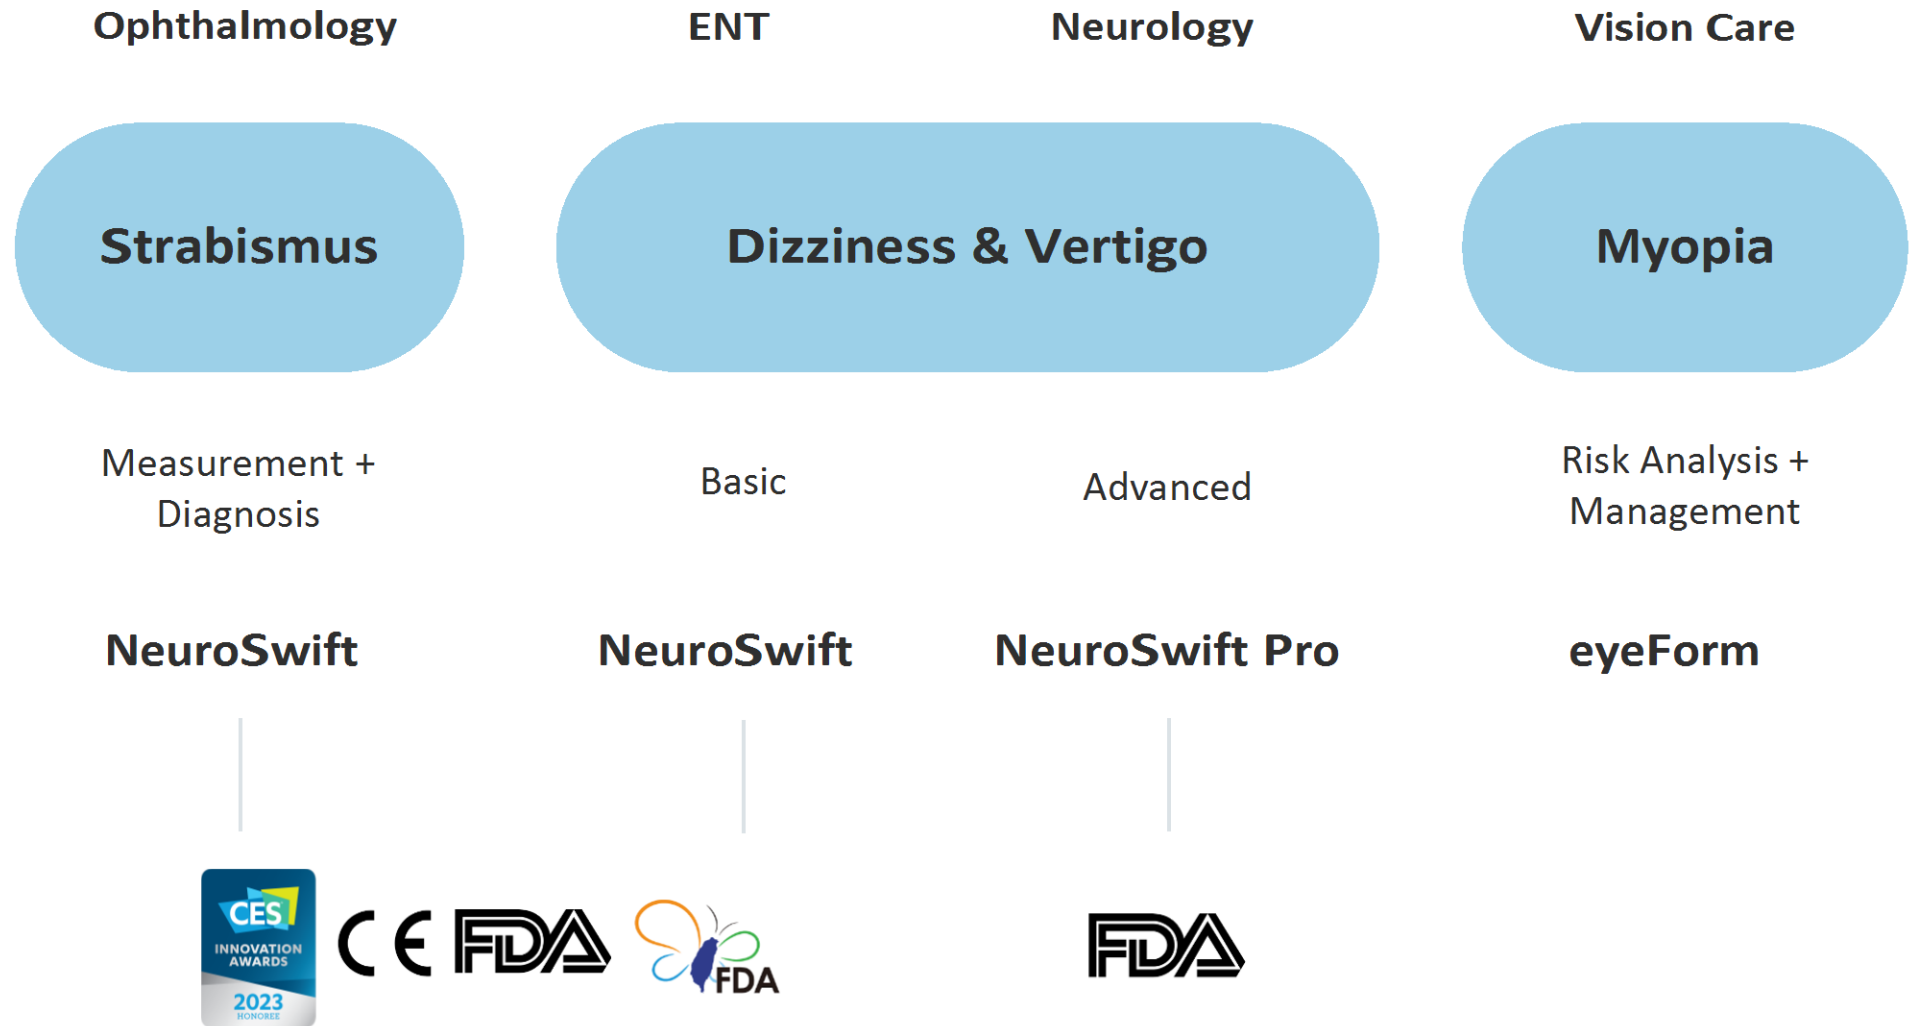 Ophthalmology
ENT
Neurology
Vision Care
Strabismus
Dizziness & Vertigo
Myopia
Measurement +
Diagnosis
Basic
Advanced
Risk Analysis +
Management
NeuroSwift
NeuroSwift
NeuroSwift Pro
eyeForm
CES
INNOVATION
AWARDS
2023
HONOREE
CE
FDA
FDA
FDA